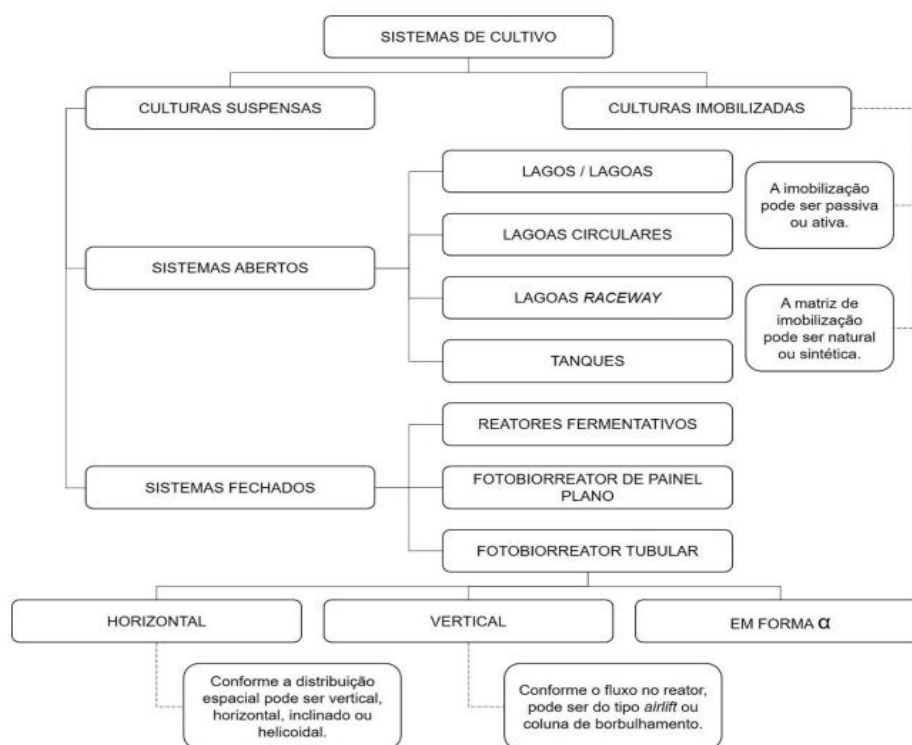 SISTEMAS DE CULTIVO
CULTURAS SUSPENSAS
CULTURAS IMOBILIZADAS
LAGOS / LAGOAS
A imobilização
pode ser passiva
ou ativa.
LAGOAS CIRCULARES
SISTEMAS ABERTOS
LAGOAS RACEWAY
A matriz de
imobilização
pode ser natural
ou sintética.
TANQUES
REATORES FERMENTATIVOS
SISTEMAS FECHADOS
FOTOBIORREATOR DE PAINEL
PLANO
FOTOBIORREATOR TUBULAR
HORIZONTAL
VERTICAL
EM FORMA α
Conforme a distribuição
espacial pode ser vertical,
horizontal, inclinado ou
helicoidal.
Conforme o fluxo no reator,
pode ser do tipo airlift ou
coluna de borbulhamento.